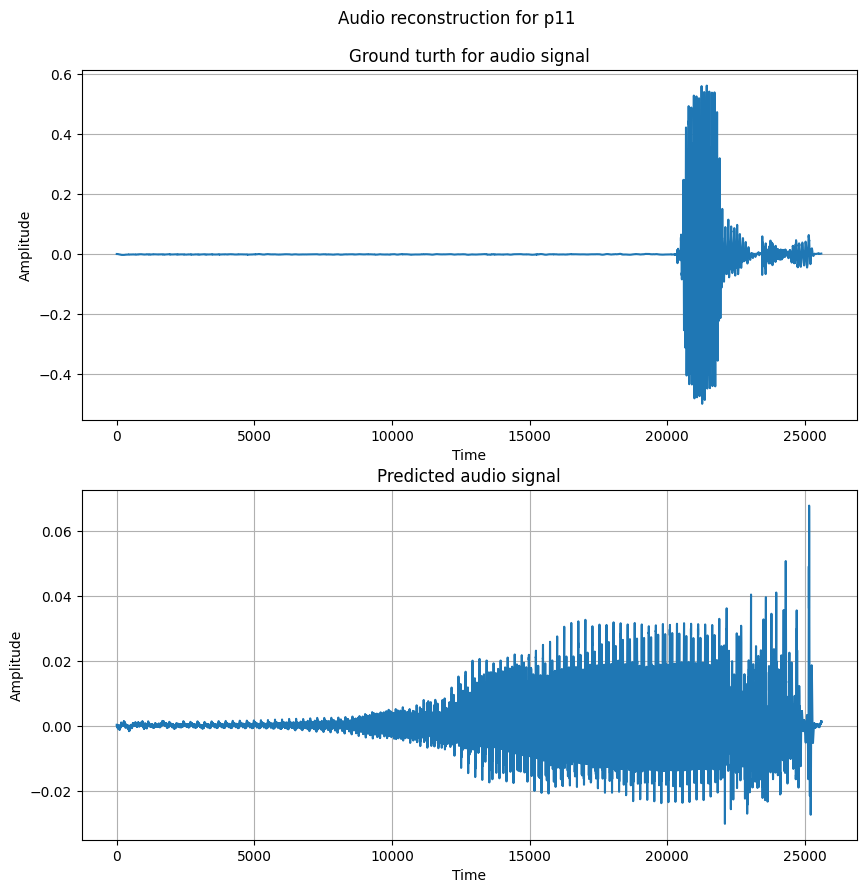 Audio reconstruction for p11
Ground turth for audio signal
0.6
0.4
0.2
0.0
−0.2
−0.4
Amplitude
0 5000 10000 15000 20000 25000
Time
Predicted audio signal
0.06
0.04
0.02
0.00
−0.02
Amplitude
0 5000 10000 15000 20000 25000
Time